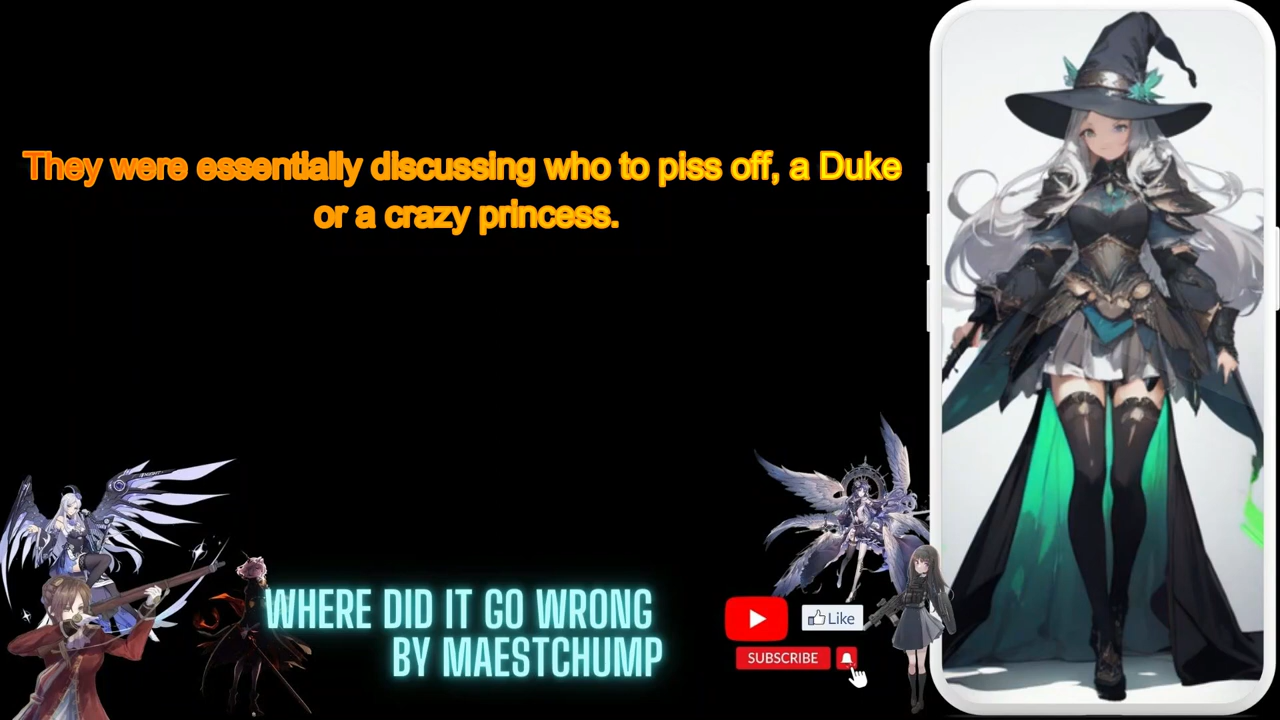 They were essentially discussing who to piss off, a Duke
or a crazy princess.
WHERE DID IT GO WRONG
BY MAESTCHUMP
Like
SUBSCRIBE